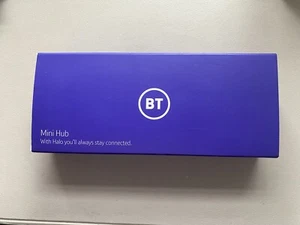 BT
Mini Hub
With Halo you'll always stay connected.